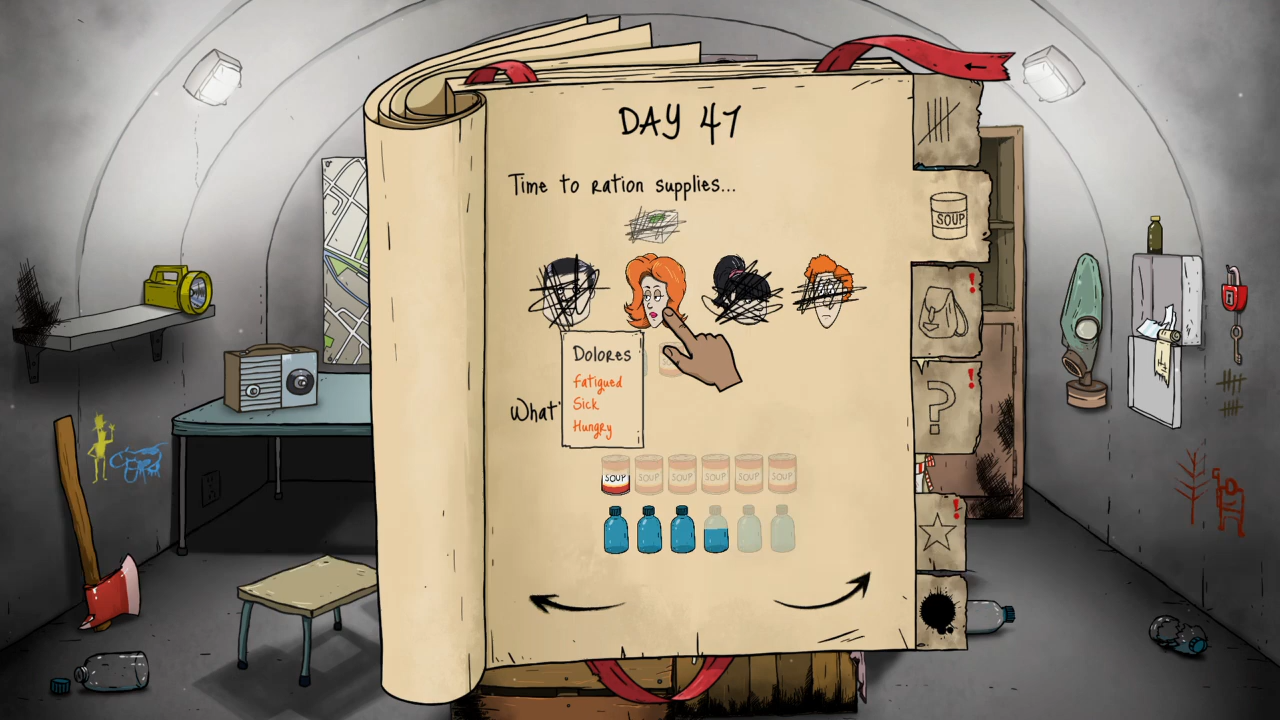 DAY 47
Time to ration supplies...
SOUP
Dolores
Fatigued
Sick
Hungry
What'
SOUP SOUP SOUP SOUP SOUP SOUP